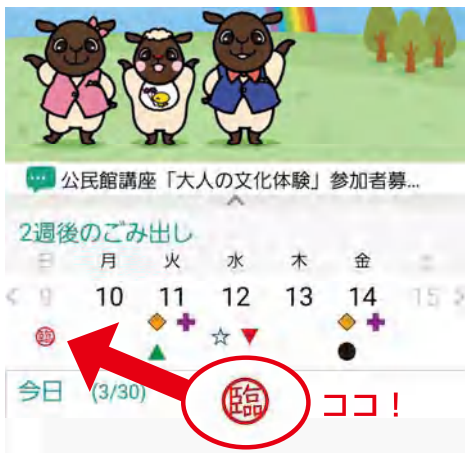 公民館講座「大人の文化体験」参加者募...
2週後のごみ出し
日 月 火 水 木 金 土
9 10 11 12 13 14 15
臨
今日 (3/30)
臨 ココ！